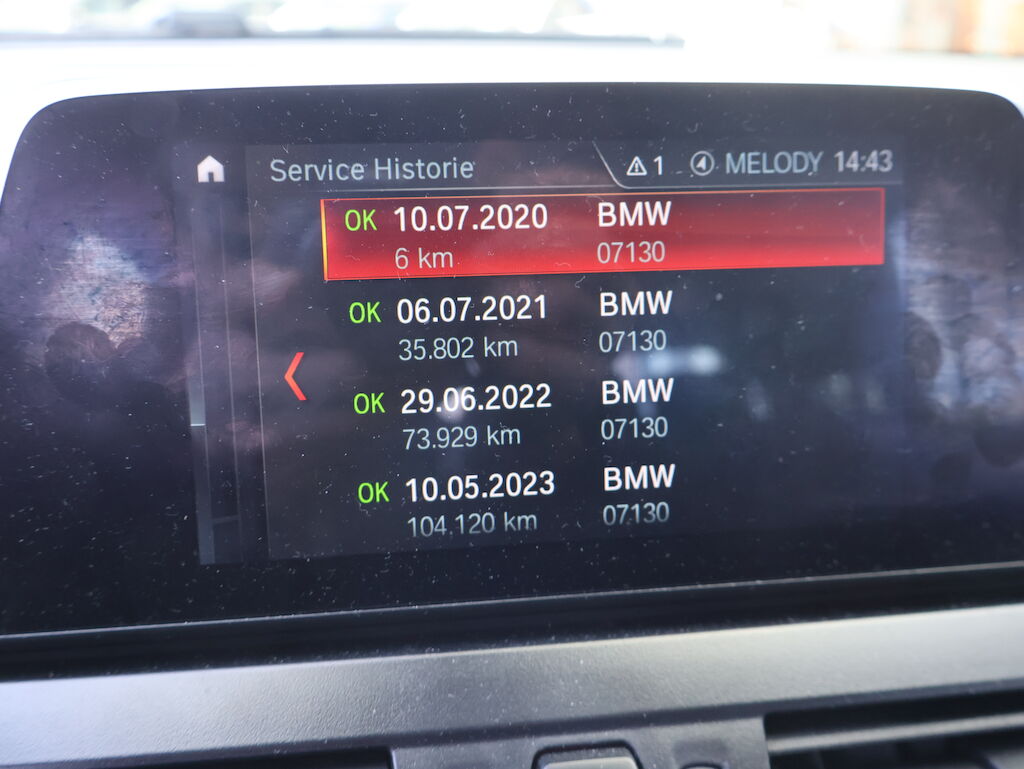 Service Historie 1 MELODY 14:43
OK 10.07.2020 BMW
6 km 07130
OK 06.07.2021 BMW
35.802 km 07130
OK 29.06.2022 BMW
73.929 km 07130
OK 10.05.2023 BMW
104.120 km 07130